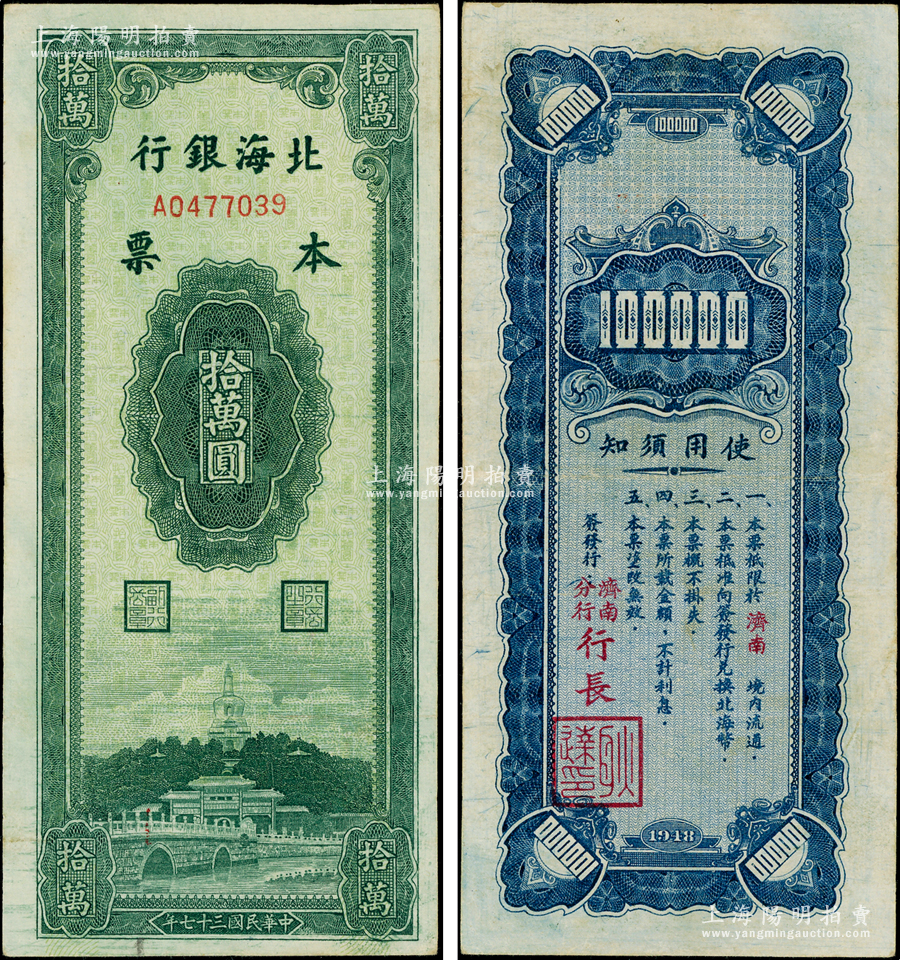 上海陽明拍賣
www.yangmingauction.com
拾萬
拾萬
北海銀行
A0477039
本票
拾萬圓
拾萬
拾萬
中華民國三十七年
100000
100000
100000
100000
使用須知
一、本票祇限於濟南境内流通.
二、本票祇准向簽發行兌換北海幣.
三、本票概不掛失.
四、本票所載金額,不計利息.
五、本票塗改無效.
簽發行:濟南分行行長
1948
100000
100000
上海陽明拍賣
www.yangmingauction.com
上海陽明拍賣
www.yangmingauction.com